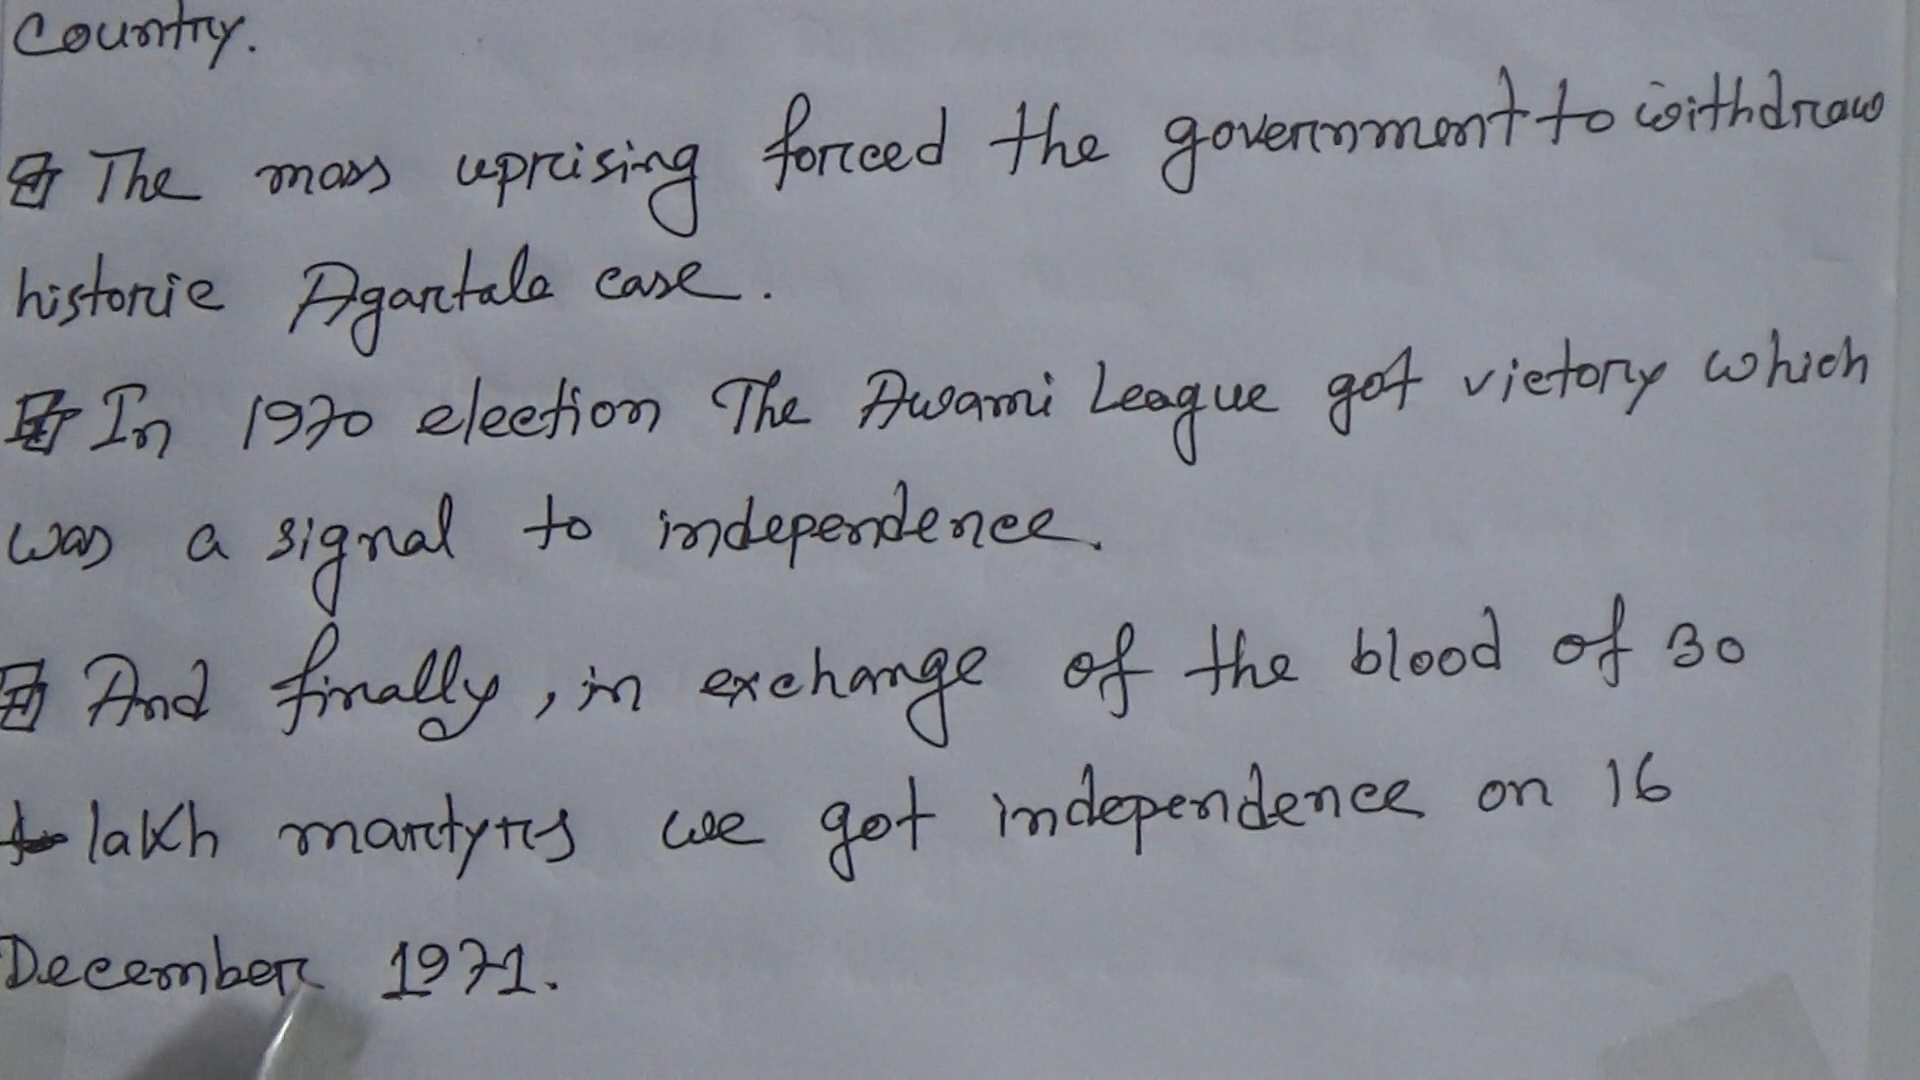 Country.
The mass uprising forced the government to withdraw
historic Agartala case.
In 1970 election The Awami League got victory which
was a signal to independence.
And finally, in exchange of the blood of 30
lakh martyrs we got independence on 16
December 1971.